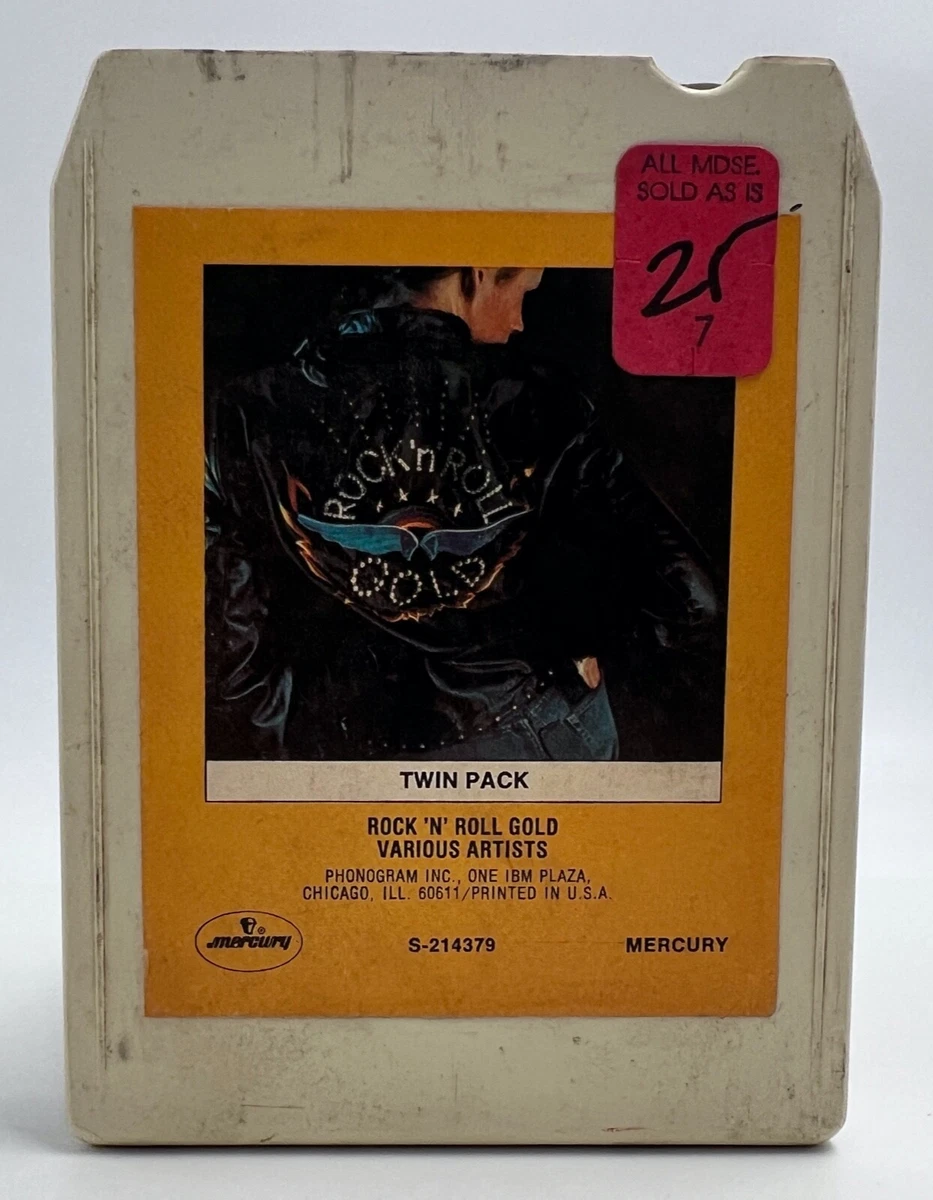 ALL MDSE.
SOLD AS IS
25
7
ROCK 'n ROLL
GOLD
TWIN PACK
ROCK 'N' ROLL GOLD
VARIOUS ARTISTS
PHONOGRAM INC., ONE IBM PLAZA,
CHICAGO, ILL. 60611/PRINTED IN U.S.A.
mercury ®
S-214379
MERCURY